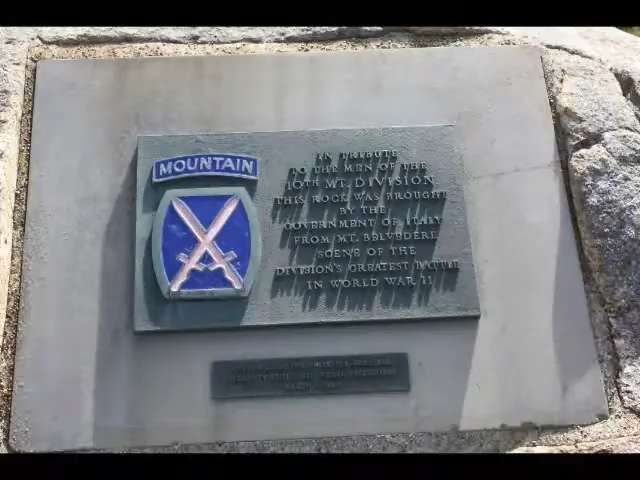 MOUNTAIN
IN TRIBUTE
TO THE MEN OF THE
10TH MT. DIVISION
THIS ROCK WAS BROUGHT
BY THE
GOVERNMENT OF ITALY
FROM MT. BELVEDERE
SCENE OF THE
DIVISION'S GREATEST BATTLE
IN WORLD WAR II